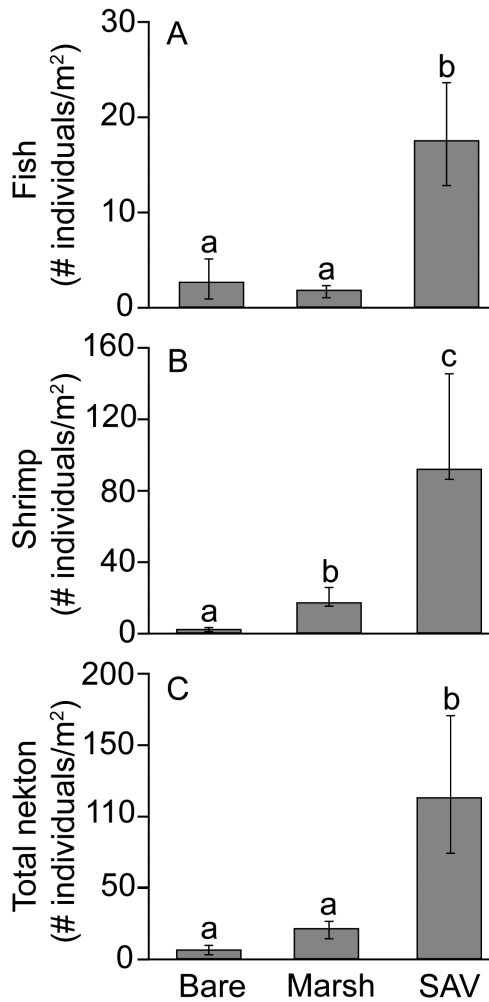 A
Fish
(# individuals/m²)
30
20
10
0
a
a
b
B
Shrimp
(# individuals/m²)
160
120
80
40
0
a
b
c
C
Total nekton
(# individuals/m²)
200
150
110
50
0
a
a
b
Bare Marsh SAV